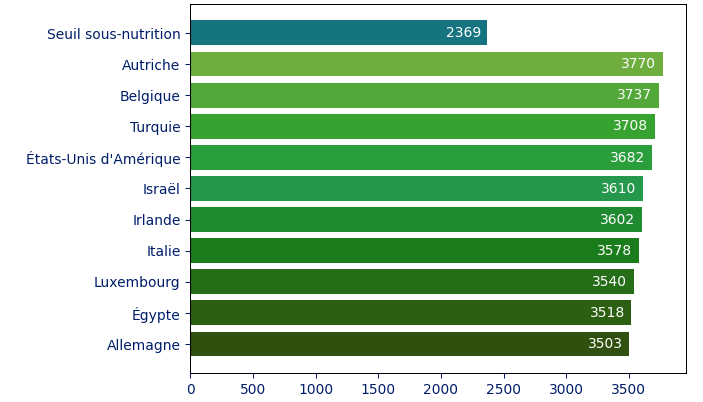 Seuil sous-nutrition 2369
Autriche 3770
Belgique 3737
Turquie 3708
États-Unis d'Amérique 3682
Israël 3610
Irlande 3602
Italie 3578
Luxembourg 3540
Égypte 3518
Allemagne 3503
0 500 1000 1500 2000 2500 3000 3500